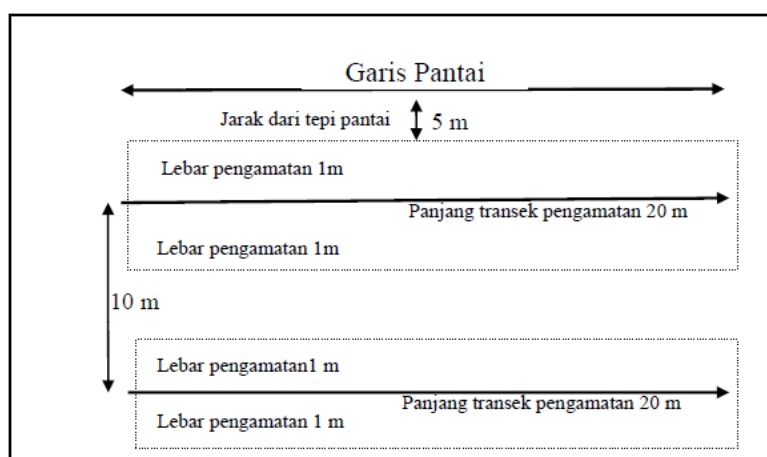 Garis Pantai
Jarak dari tepi pantai
5 m
Lebar pengamatan 1m
Panjang transek pengamatan 20 m
Lebar pengamatan 1m
10 m
Lebar pengamatan1 m
Panjang transek pengamatan 20 m
Lebar pengamatan 1 m